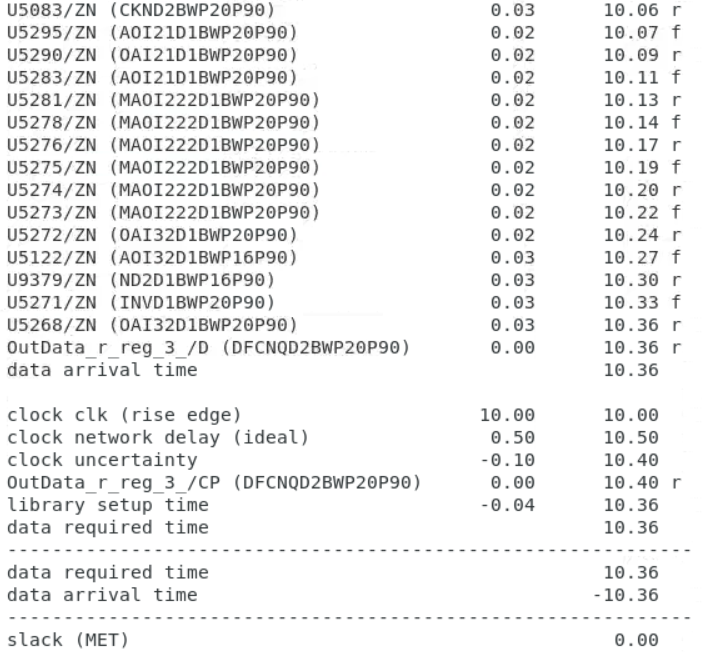 U5083/ZN (CKND2BWP20P90) 0.03 10.06 r
U5295/ZN (AOI21D1BWP20P90) 0.02 10.07 f
U5290/ZN (OAI21D1BWP20P90) 0.02 10.09 r
U5283/ZN (AOI21D1BWP20P90) 0.02 10.11 f
U5281/ZN (MAOI222D1BWP20P90) 0.02 10.13 r
U5278/ZN (MAOI222D1BWP20P90) 0.02 10.14 f
U5276/ZN (MAOI222D1BWP20P90) 0.02 10.17 r
U5275/ZN (MAOI222D1BWP20P90) 0.02 10.19 f
U5274/ZN (MAOI222D1BWP20P90) 0.02 10.20 r
U5273/ZN (MAOI222D1BWP20P90) 0.02 10.22 f
U5272/ZN (OAI32D1BWP20P90) 0.02 10.24 r
U5122/ZN (AOI32D1BWP16P90) 0.03 10.27 f
U9379/ZN (ND2D1BWP16P90) 0.03 10.30 r
U5271/ZN (INVD1BWP20P90) 0.03 10.33 f
U5268/ZN (OAI32D1BWP20P90) 0.03 10.36 r
OutData_r_reg_3_/D (DFCNQD2BWP20P90) 0.00 10.36 r
data arrival time 10.36
clock clk (rise edge) 10.00 10.00
clock network delay (ideal) 0.50 10.50
clock uncertainty -0.10 10.40
OutData_r_reg_3_/CP (DFCNQD2BWP20P90) 0.00 10.40 r
library setup time -0.04 10.36
data required time 10.36
--------------------------------------------------------------
data required time 10.36
data arrival time -10.36
--------------------------------------------------------------
slack (MET) 0.00